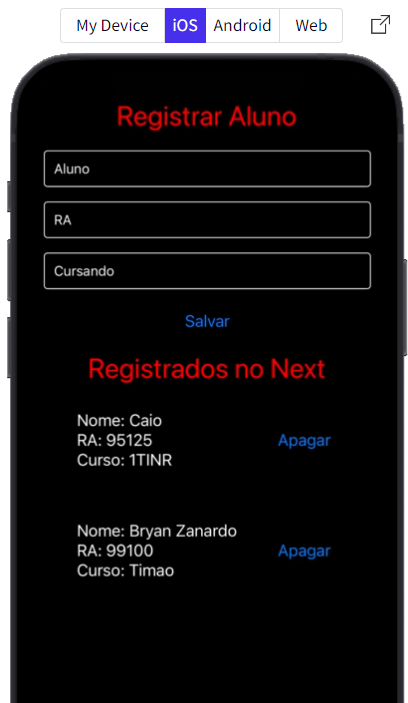 My Device iOS Android Web
Registrar Aluno
Aluno
RA
Cursando
Salvar
Registrados no Next
Nome: Caio
RA: 95125
Curso: 1TINR
Apagar
Nome: Bryan Zanardo
RA: 99100
Curso: Timao
Apagar